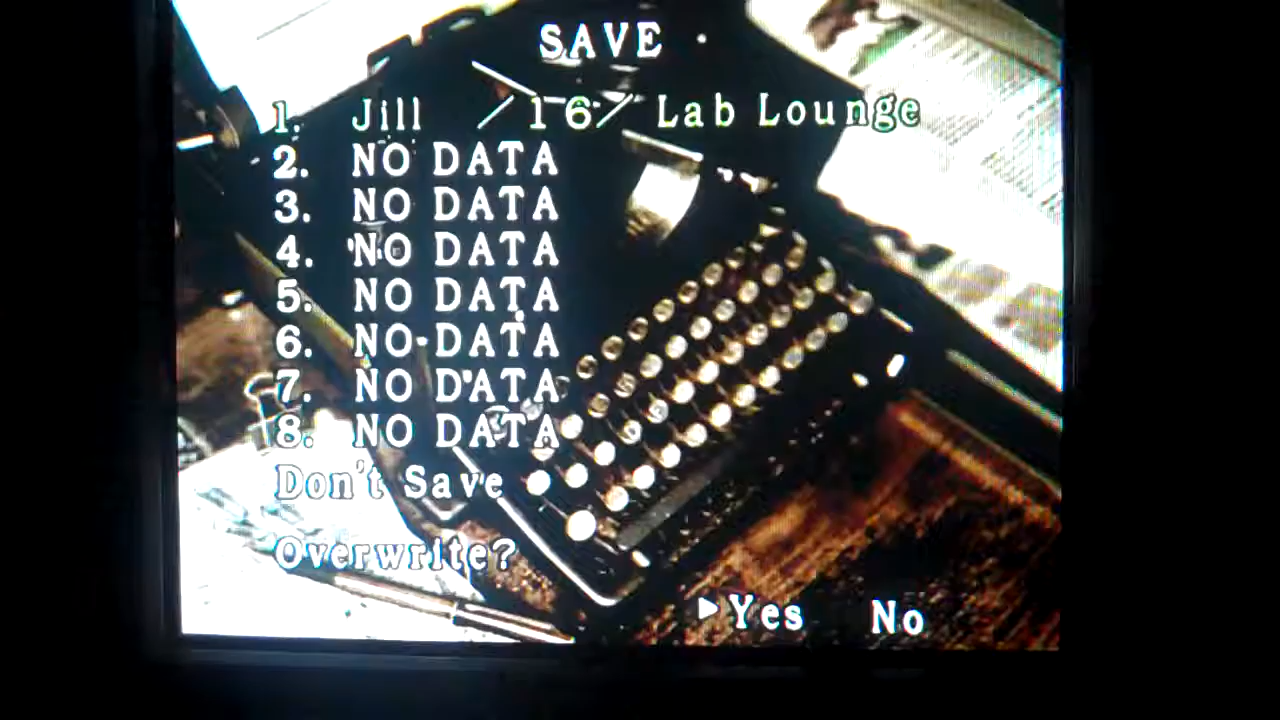 SAVE
1. Jill /16/ Lab Lounge
2. NO DATA
3. NO DATA
4. NO DATA
5. NO DATA
6. NO DATA
7. NO DATA
8. NO DATA
Don't Save
Overwrite?
Yes No